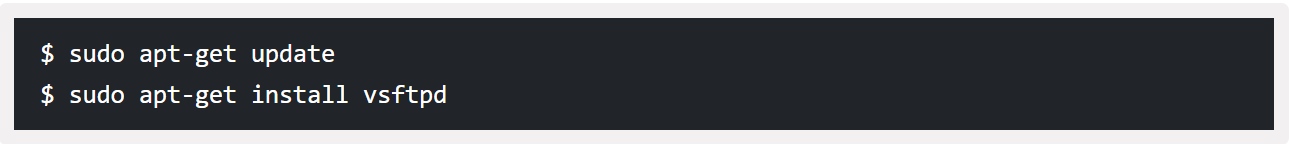 $ sudo apt-get update
$ sudo apt-get install vsftpd